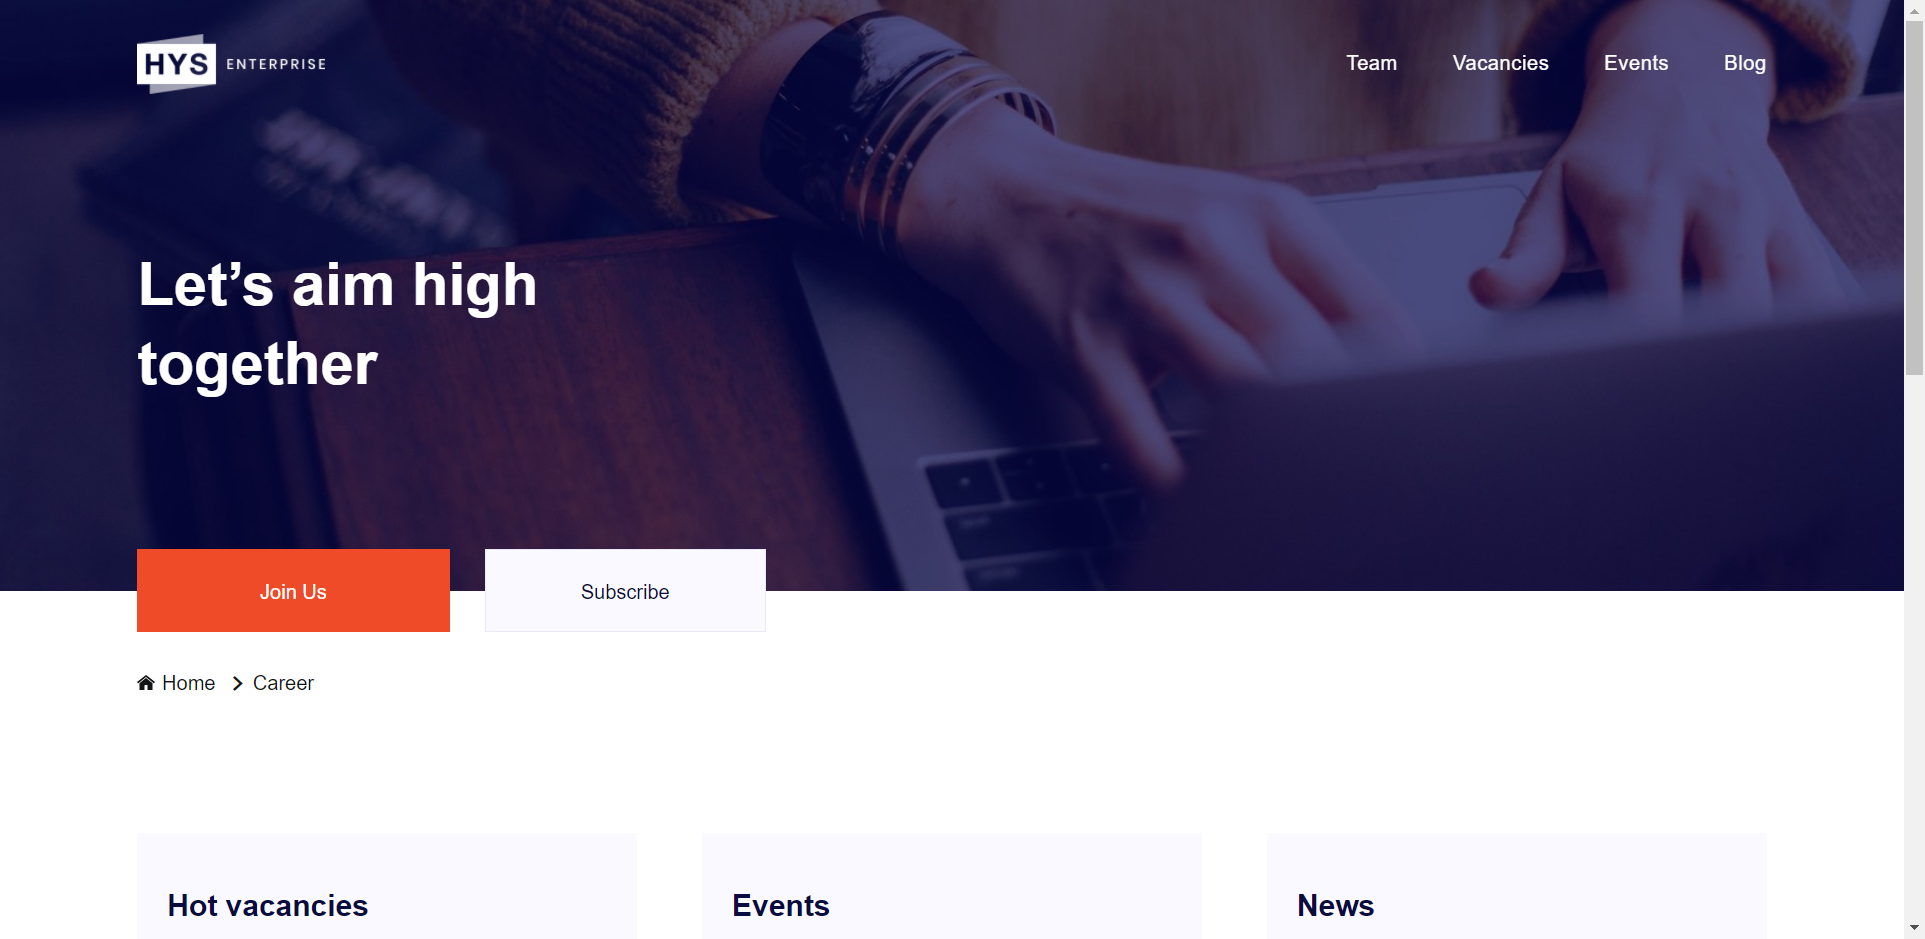 HYS ENTERPRISE
Team
Vacancies
Events
Blog
Let’s aim high
together
Join Us
Subscribe
Home
Career
Hot vacancies
Events
News